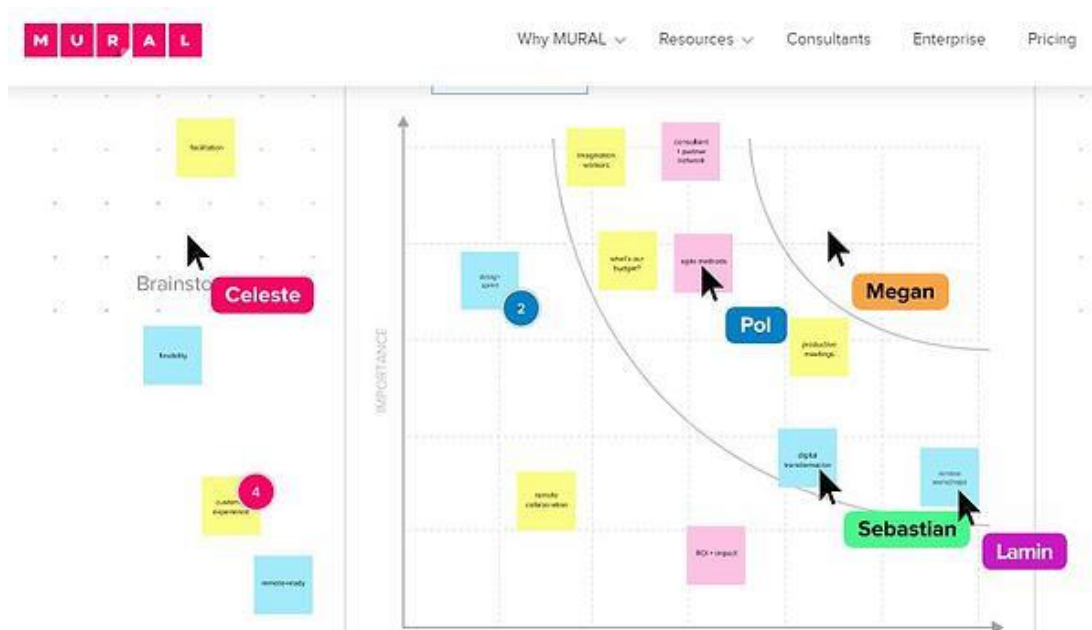 MURAL
Why MURAL
Resources
Consultants
Enterprise
Pricing
facilitation
imagination
workers
consultant
+ partner
network
Brainsto
Celeste
design
sprint
2
what's our
budget?
agile methods
Pol
Megan
flexibility
productive
meetings
IMPORTANCE
digital
transformation
remote
workshops
4
experience
remote
collaboration
Sebastian
Lamin
ROI + impact
remote-ready